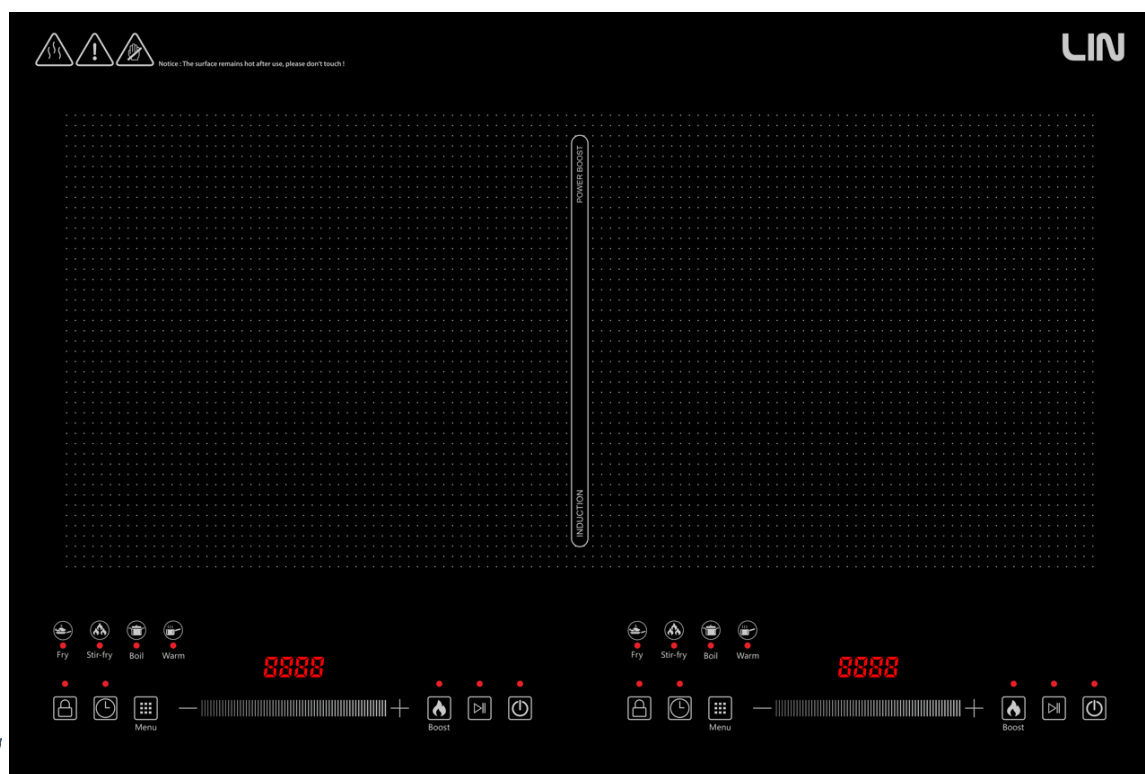 LIN
Notice : The surface remains hot after use, please don't touch !
POWER BOOST
INDUCTION
Fry Stir-fry Boil Warm
8888
Menu
Boost
Fry Stir-fry Boil Warm
8888
Menu
Boost